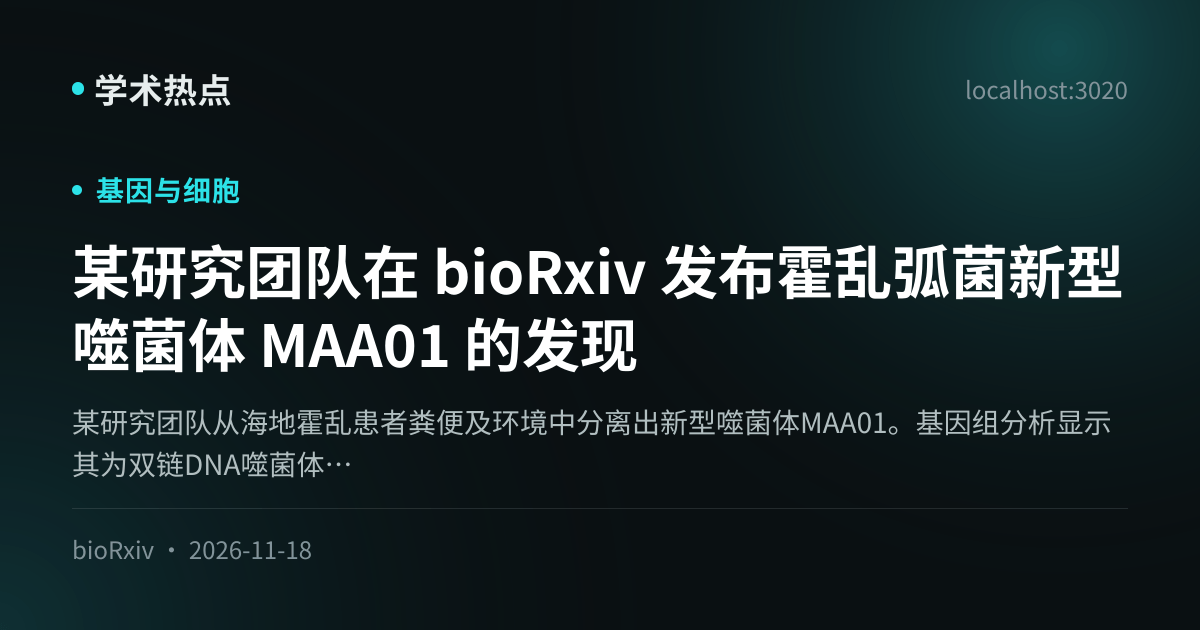 学术热点
localhost:3020
基因与细胞
某研究团队在 bioRxiv 发布霍乱弧菌新型
噬菌体 MAA01 的发现
某研究团队从海地霍乱患者粪便及环境中分离出新型噬菌体MAA01。基因组分析显示
其为双链DNA噬菌体…
bioRxiv • 2026-11-18